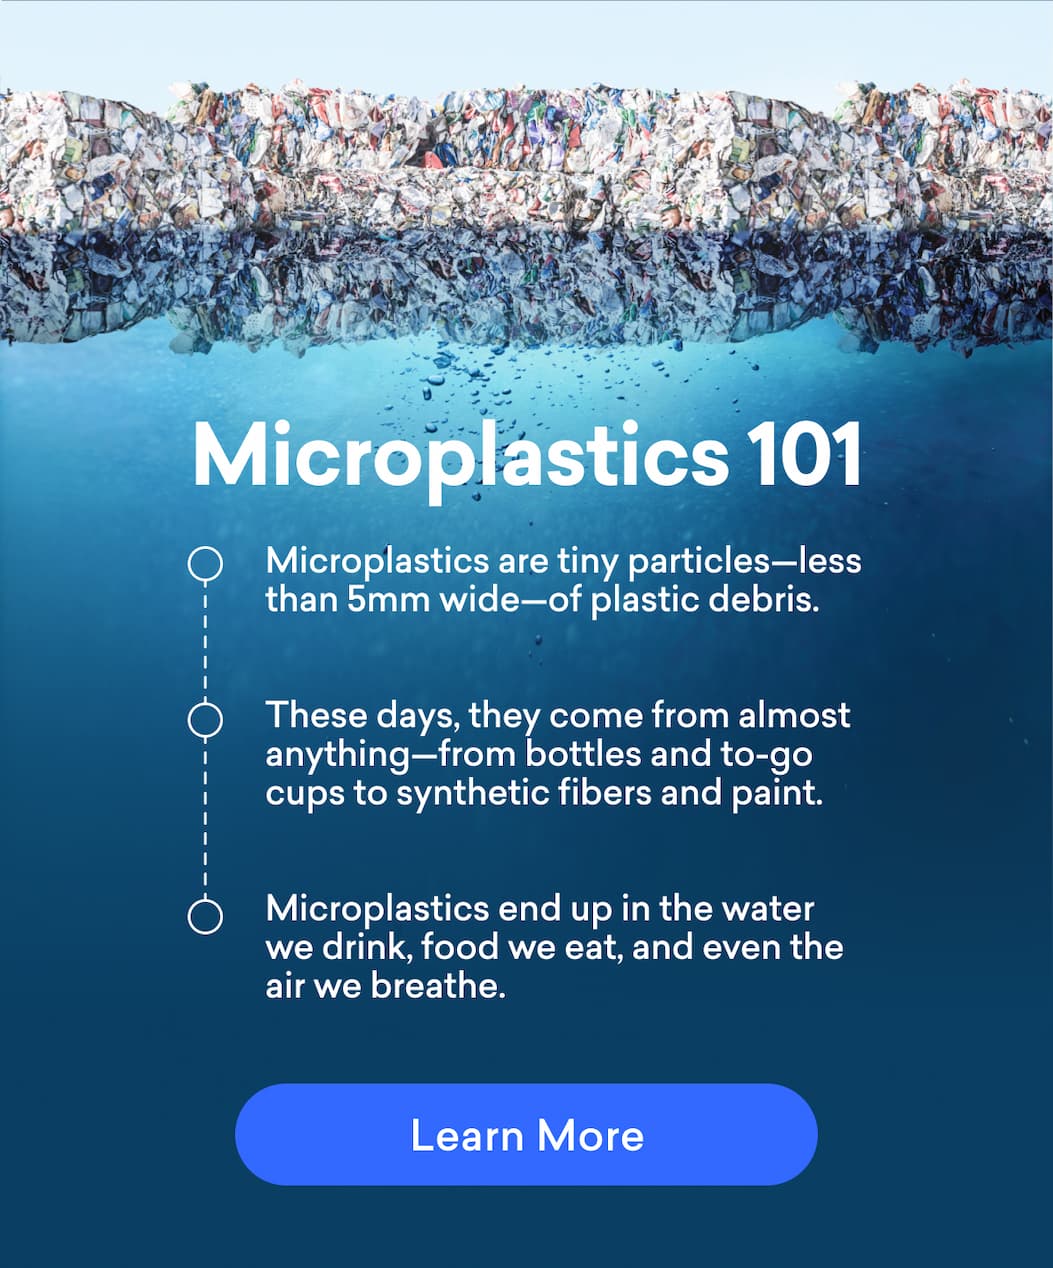 Microplastics 101
Microplastics are tiny particles—less
than 5mm wide—of plastic debris.
These days, they come from almost
anything—from bottles and to-go
cups to synthetic fibers and paint.
Microplastics end up in the water
we drink, food we eat, and even the
air we breathe.
Learn More